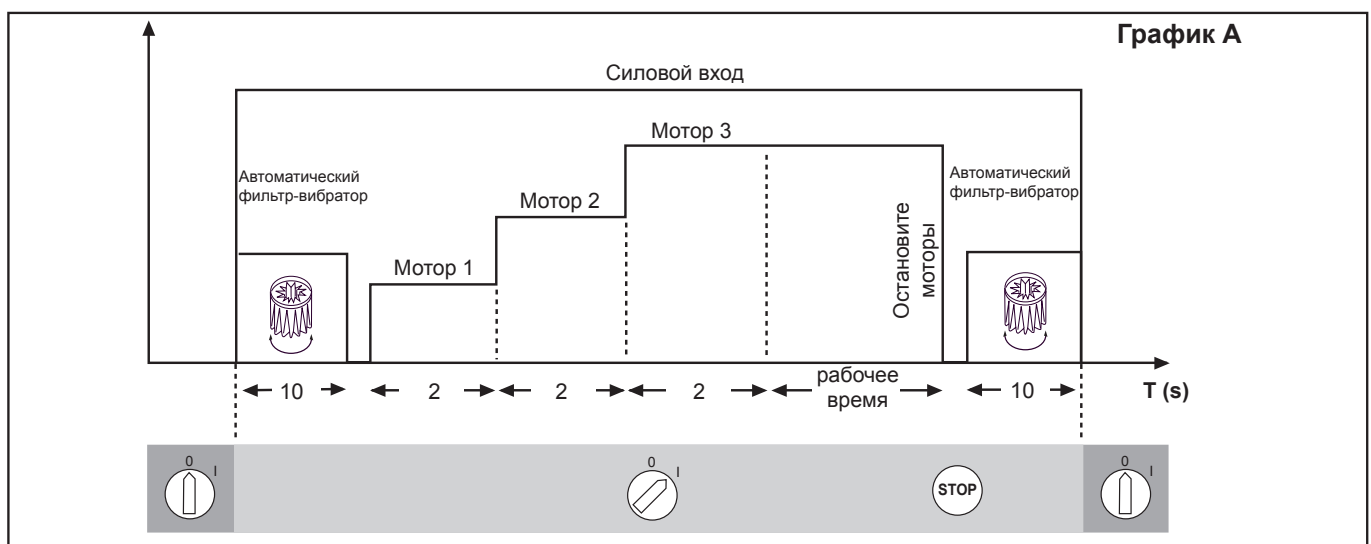 График А
Силовой вход
Мотор 3
Автоматический
фильтр-вибратор
Мотор 2
Мотор 1
Остановите
моторы
Автоматический
фильтр-вибратор
10
2
2
2
рабочее
время
10
T (s)
0
I
0
I
STOP
0
I